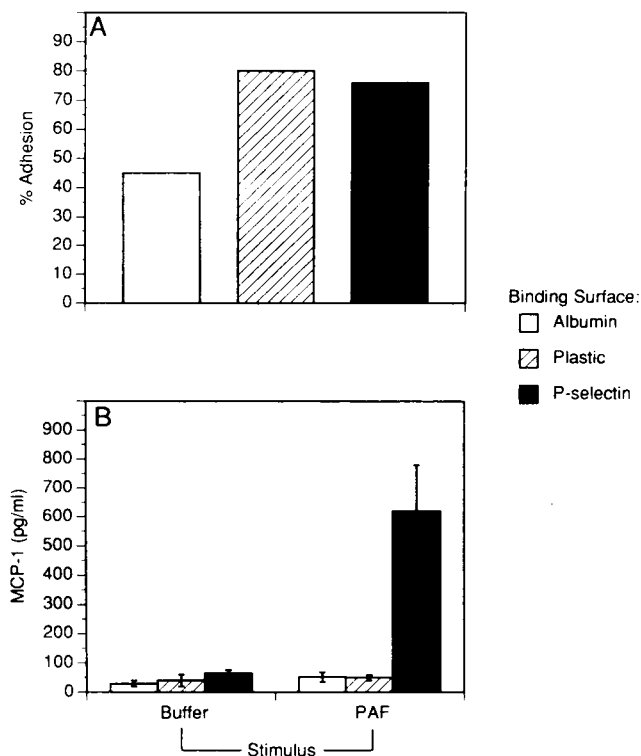 A
90
80
70
60
50
40
30
20
10
0
% Adhesion
Binding Surface:
Albumin
Plastic
P-selectin
B
900
800
700
600
500
400
300
200
100
0
MCP-1 (pg/ml)
Buffer
PAF
Stimulus